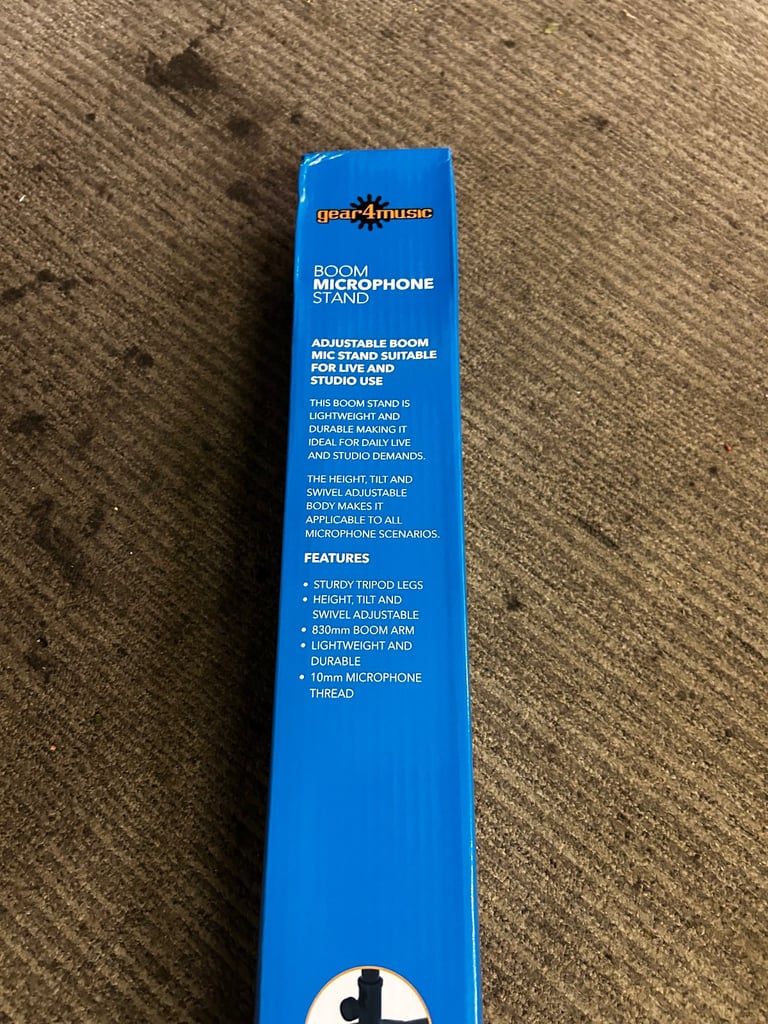 gear4music
BOOM
MICROPHONE
STAND
ADJUSTABLE BOOM
MIC STAND SUITABLE
FOR LIVE AND
STUDIO USE
THIS BOOM STAND IS
LIGHTWEIGHT AND
DURABLE MAKING IT
IDEAL FOR DAILY LIVE
AND STUDIO DEMANDS.
THE HEIGHT, TILT AND
SWIVEL ADJUSTABLE
BODY MAKES IT
APPLICABLE TO ALL
MICROPHONE SCENARIOS.
FEATURES
• STURDY TRIPOD LEGS
• HEIGHT, TILT AND
SWIVEL ADJUSTABLE
• 830mm BOOM ARM
• LIGHTWEIGHT AND
DURABLE
• 10mm MICROPHONE
THREAD